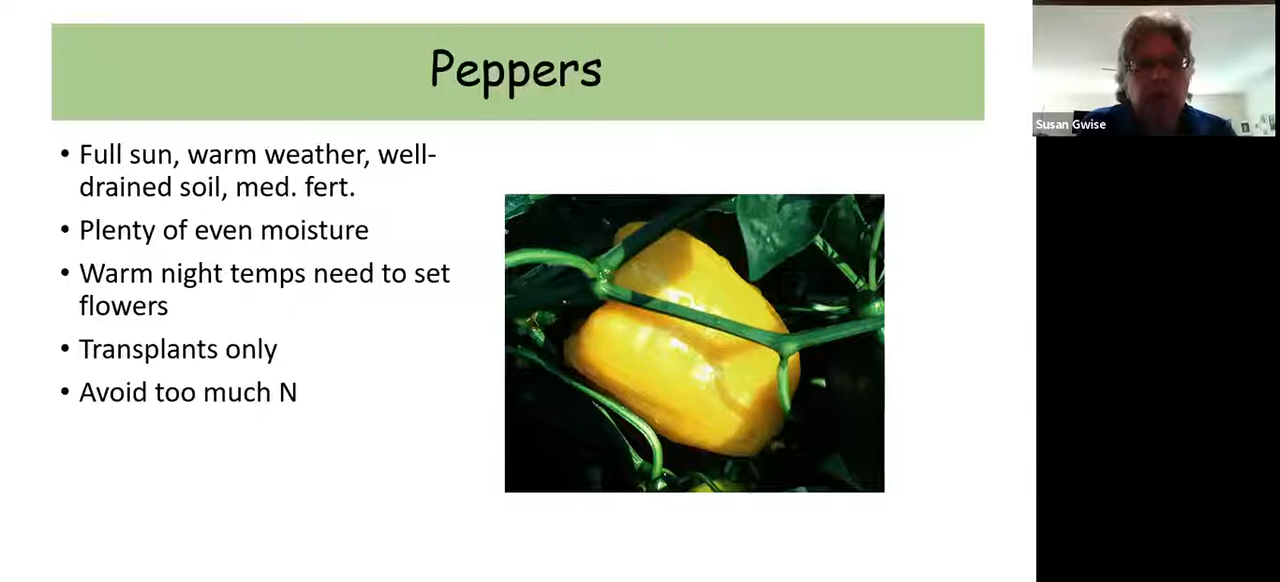 Peppers
• Full sun, warm weather, well-
drained soil, med. fert.
• Plenty of even moisture
• Warm night temps need to set
flowers
• Transplants only
• Avoid too much N
Susan Gwise